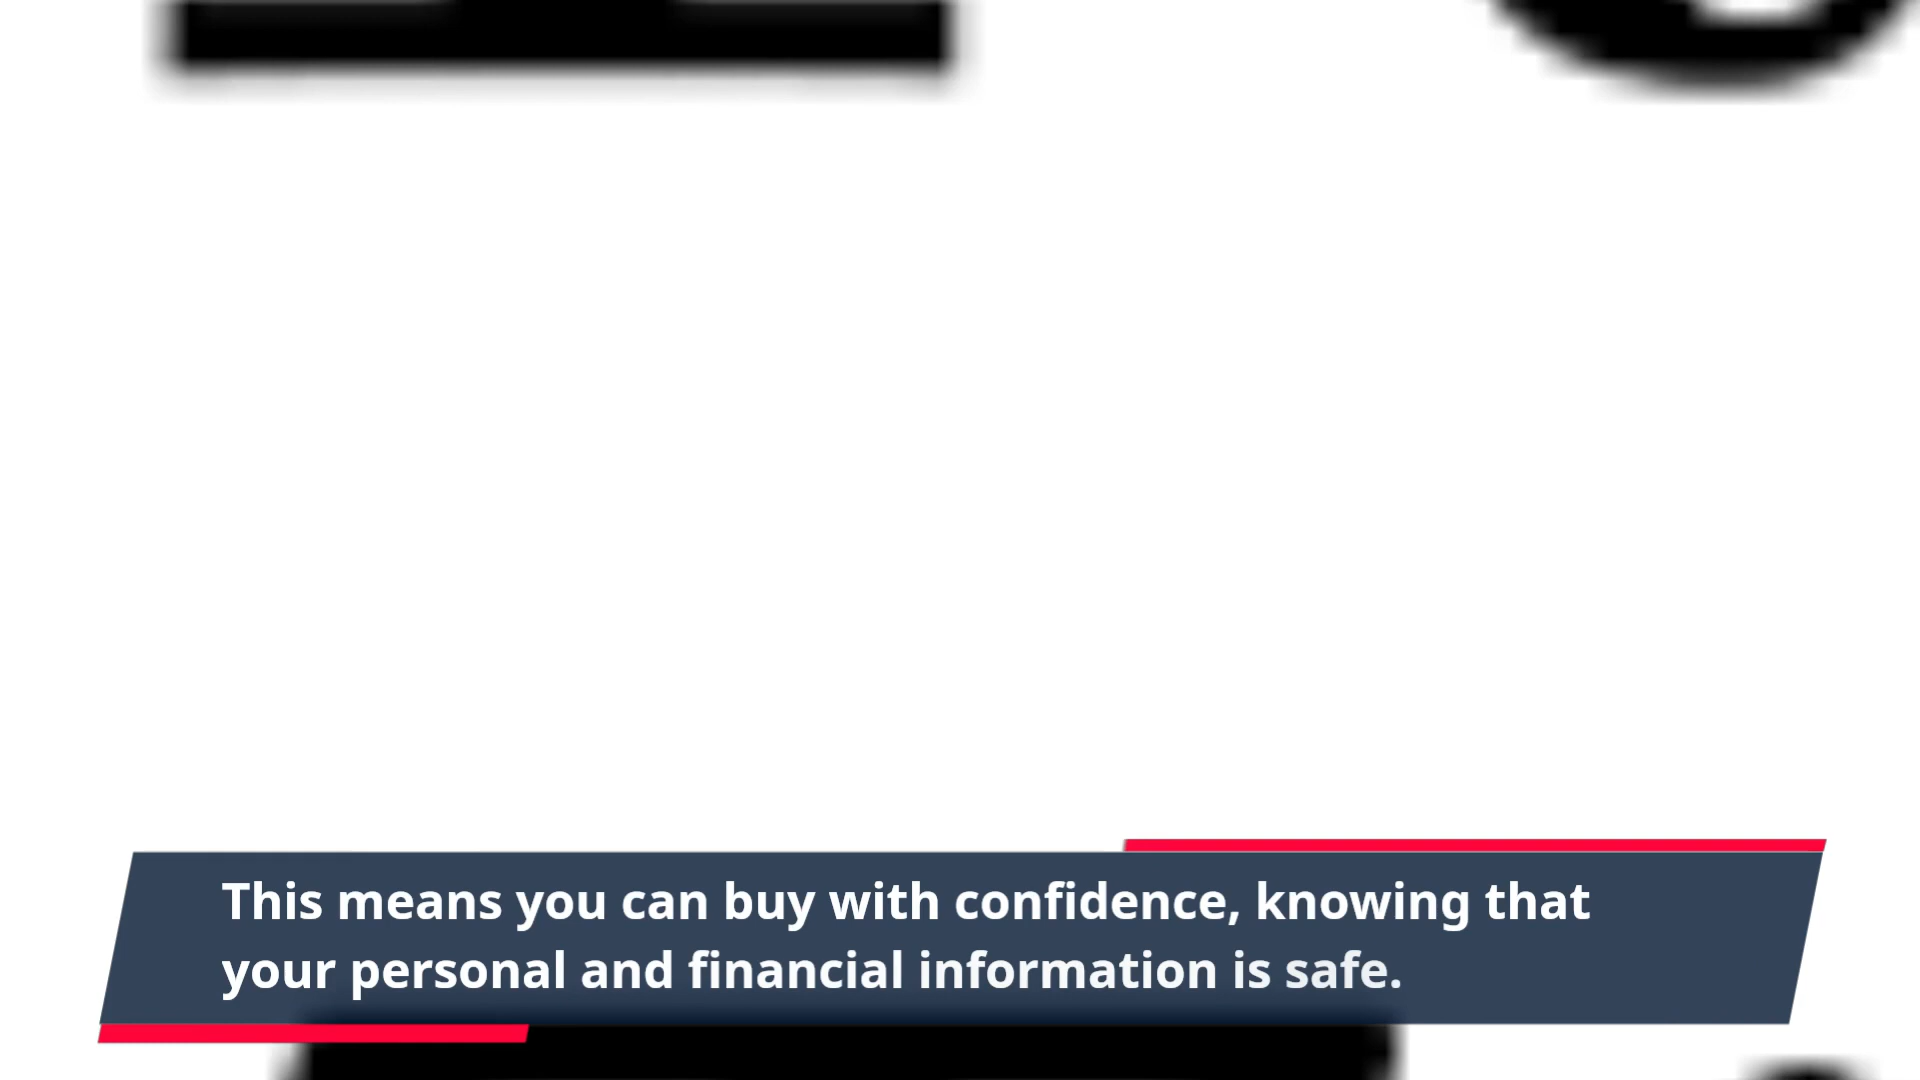 This means you can buy with confidence, knowing that
your personal and financial information is safe.